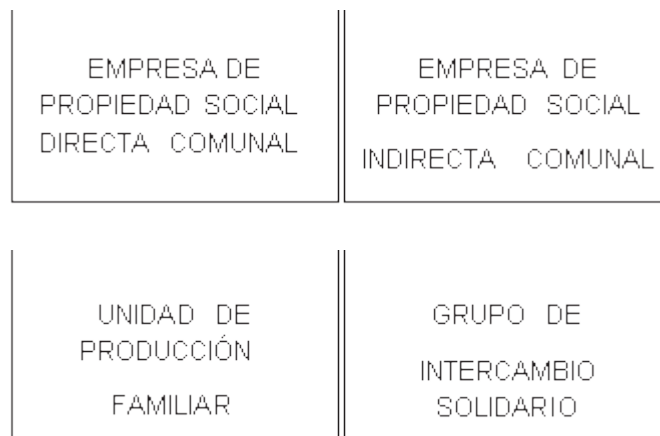 EMPRESA DE
PROPIEDAD SOCIAL
DIRECTA COMUNAL
EMPRESA DE
PROPIEDAD SOCIAL
INDIRECTA COMUNAL
UNIDAD DE
PRODUCCIÓN
FAMILIAR
GRUPO DE
INTERCAMBIO
SOLIDARIO